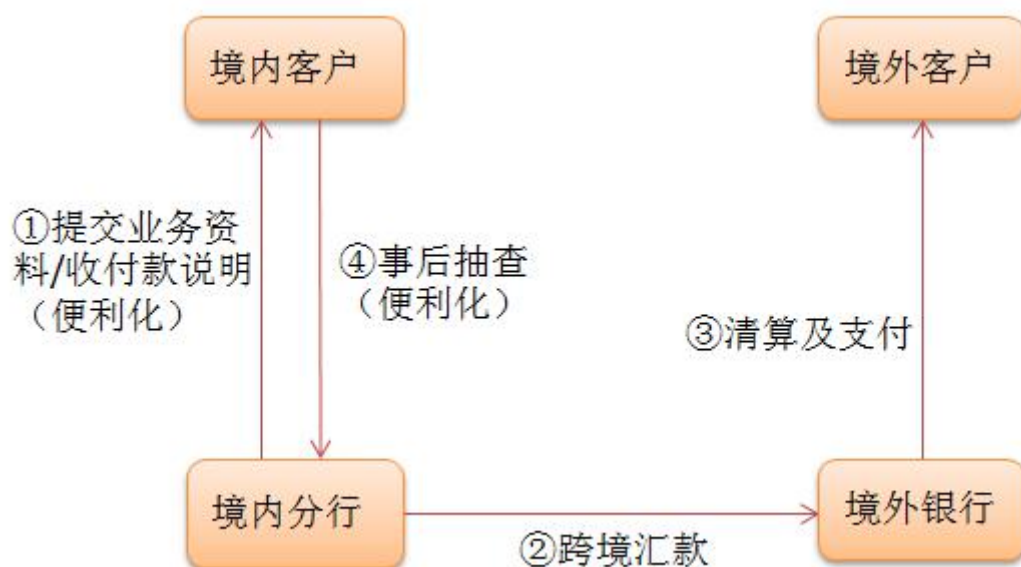 境内客户
境外客户
①提交业务资
料/收付款说明
（便利化）
④事后抽查
（便利化）
③清算及支付
境内分行
境外银行
②跨境汇款